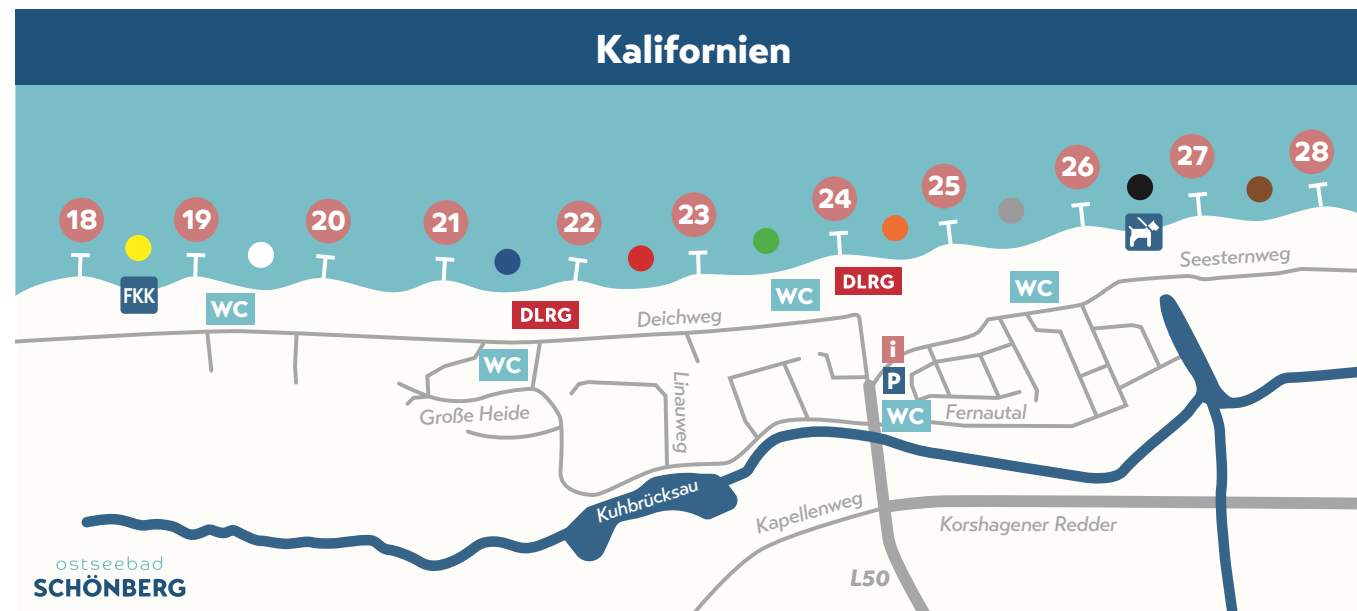 Kalifornien
18
19
20
21
22
23
24
25
26
27
28
FKK
WC
DLRG
WC
DLRG
WC
Seesternweg
Deichweg
WC
Linauweg
i
P
WC
Große Heide
Fernautal
Kuhbrücksau
Kapellenweg
Korshagener Redder
L50
ostseebad
SCHÖNBERG